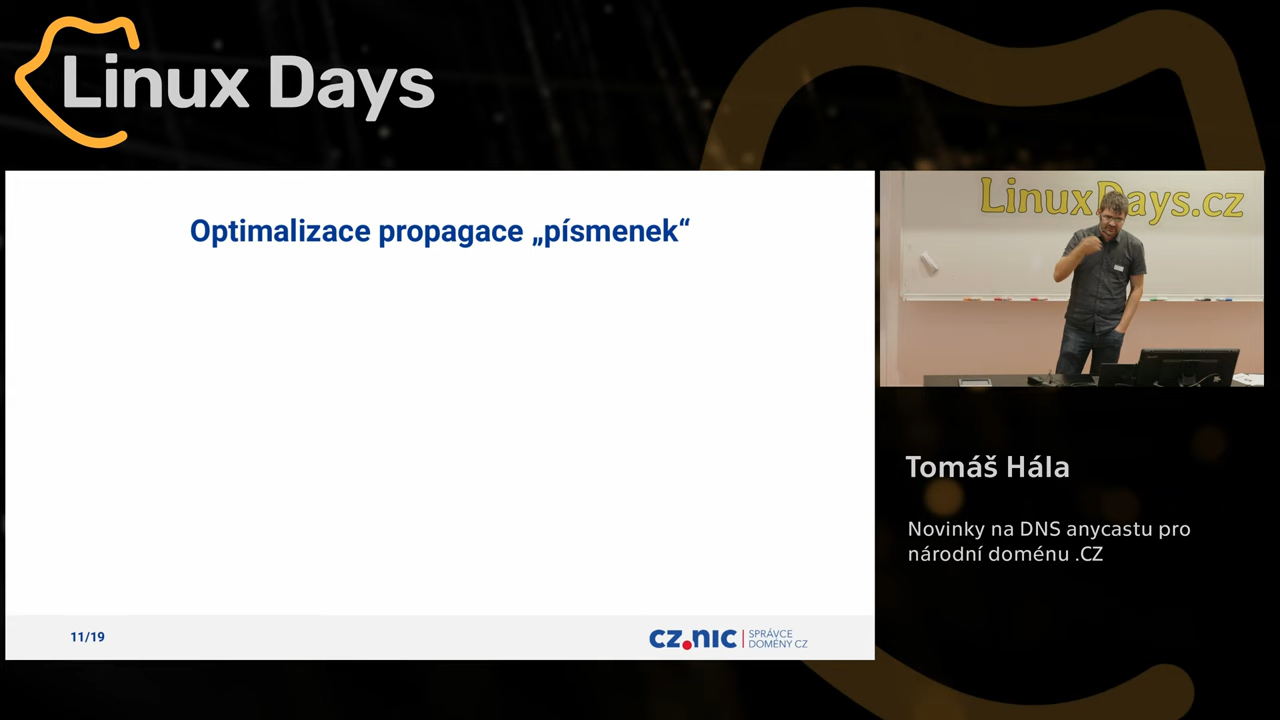 Linux Days
Optimalizace propagace „písmenek“
LinuxDays.cz
Tomáš Hála
Novinky na DNS anycastu pro
národní doménu .CZ
11/19
cz.nic
SPRÁVCE
DOMÉNY CZ